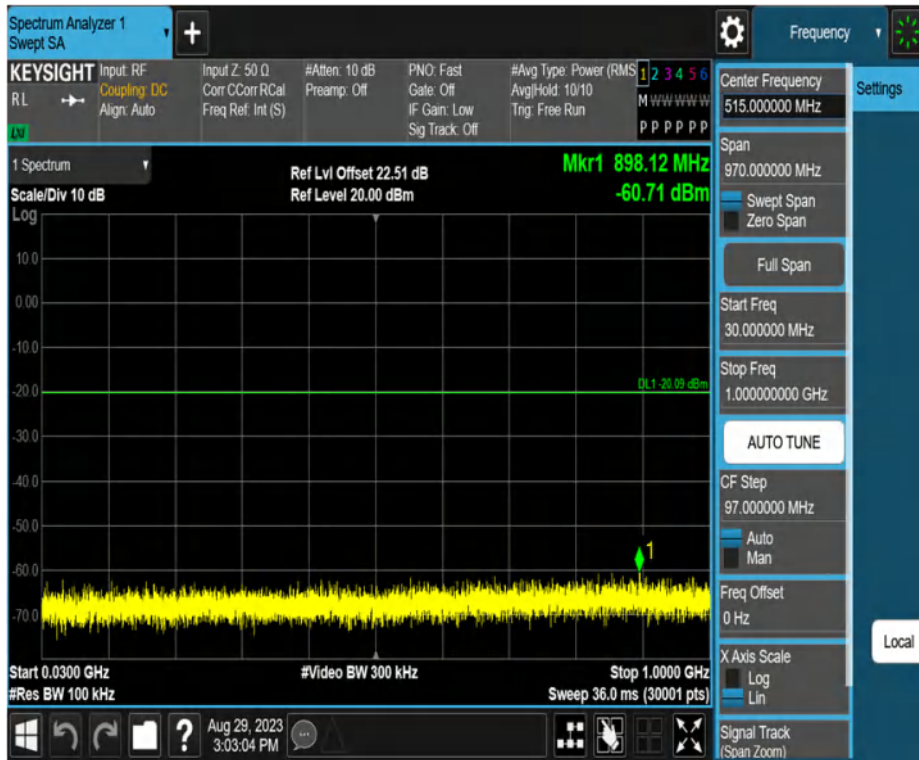 Spectrum Analyzer 1
Swept SA
+
Frequency
KEYSIGHT
RL
LXI
Input: RF
Coupling: DC
Align: Auto
Input Z: 50 Ω
Corr CCorr RCal
Freq Ref: Int (S)
#Atten: 10 dB
Preamp: Off
PNO: Fast
Gate: Off
IF Gain: Low
Sig Track: Off
#Avg Type: Power (RMS
Avg|Hold: 10/10
Trig: Free Run
1 2 3 4 5 6
M W W W W W
P P P P P P
1 Spectrum
Scale/Div 10 dB
Log
Ref Lvl Offset 22.51 dB
Ref Level 20.00 dBm
Mkr1 898.12 MHz
-60.71 dBm
10.0
0.00
-10.0
-20.0
DL1 -20.09 dBm
-30.0
-40.0
-50.0
1
-60.0
-70.0
Start 0.0300 GHz
#Res BW 100 kHz
#Video BW 300 kHz
Stop 1.0000 GHz
Sweep 36.0 ms (30001 pts)
?
Aug 29, 2023
3:03:04 PM
Center Frequency
515.000000 MHz
Span
970.000000 MHz
Swept Span
Zero Span
Full Span
Start Freq
30.000000 MHz
Stop Freq
1.000000000 GHz
AUTO TUNE
CF Step
97.000000 MHz
Auto
Man
Freq Offset
0 Hz
X Axis Scale
Log
Lin
Signal Track
(Span Zoom)
Settings
Local